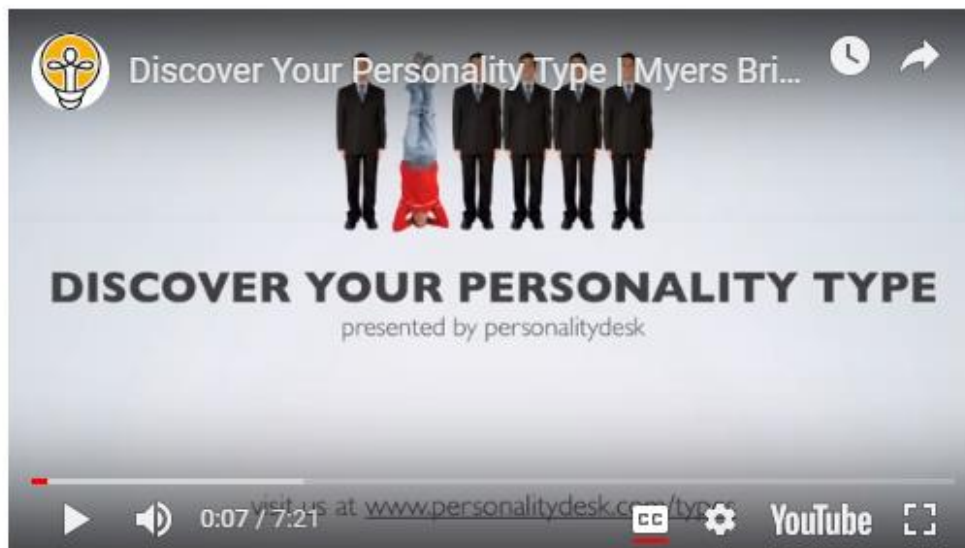 Discover Your Personality Type | Myers Bri...
DISCOVER YOUR PERSONALITY TYPE
presented by personalitydesk
visit us at www.personalitydesk.com/types
0:07 / 7:21
CC
YouTube